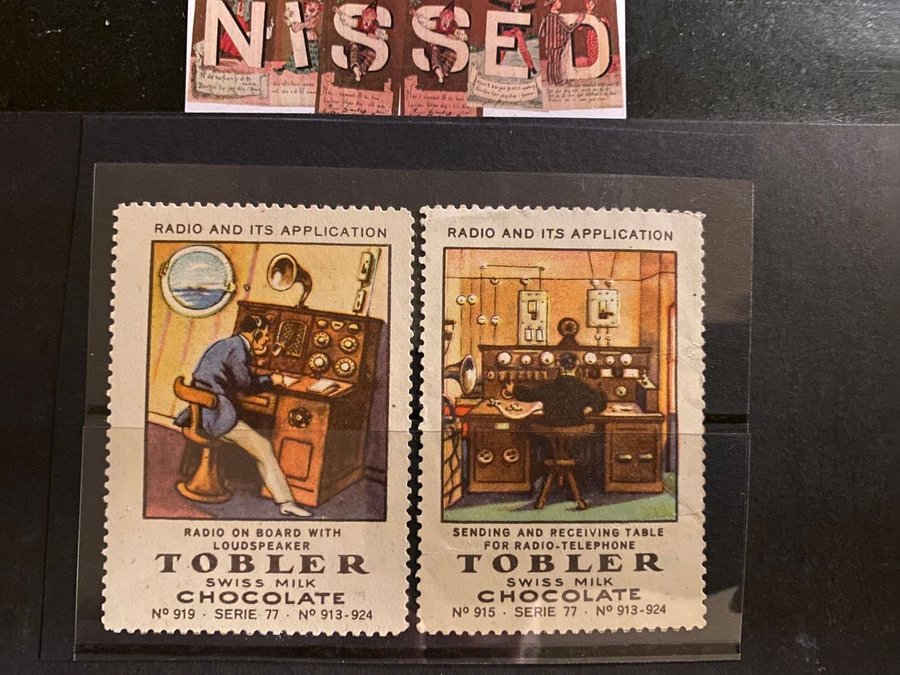 NISSED
RADIO AND ITS APPLICATION
RADIO ON BOARD WITH
LOUDSPEAKER
TOBLER
SWISS MILK
CHOCOLATE
Nº 919 · SERIE 77 · Nº 913-924
RADIO AND ITS APPLICATION
SENDING AND RECEIVING TABLE
FOR RADIO-TELEPHONE
TOBLER
SWISS MILK
CHOCOLATE
Nº 915 · SERIE 77 · Nº 913-924